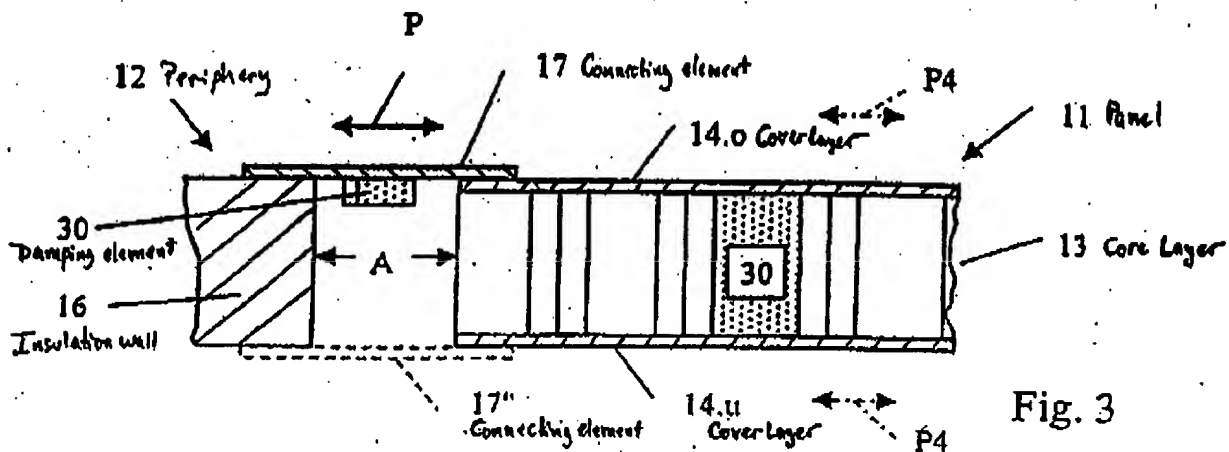 P
12 Periphery
17 Connecting element
P4
14.o Cover layer
11 Panel
30
Damping element
A
30
13 Core Layer
16
Insulation wall
17"
Connecting element
14.u
Cover Layer
P4
Fig. 3